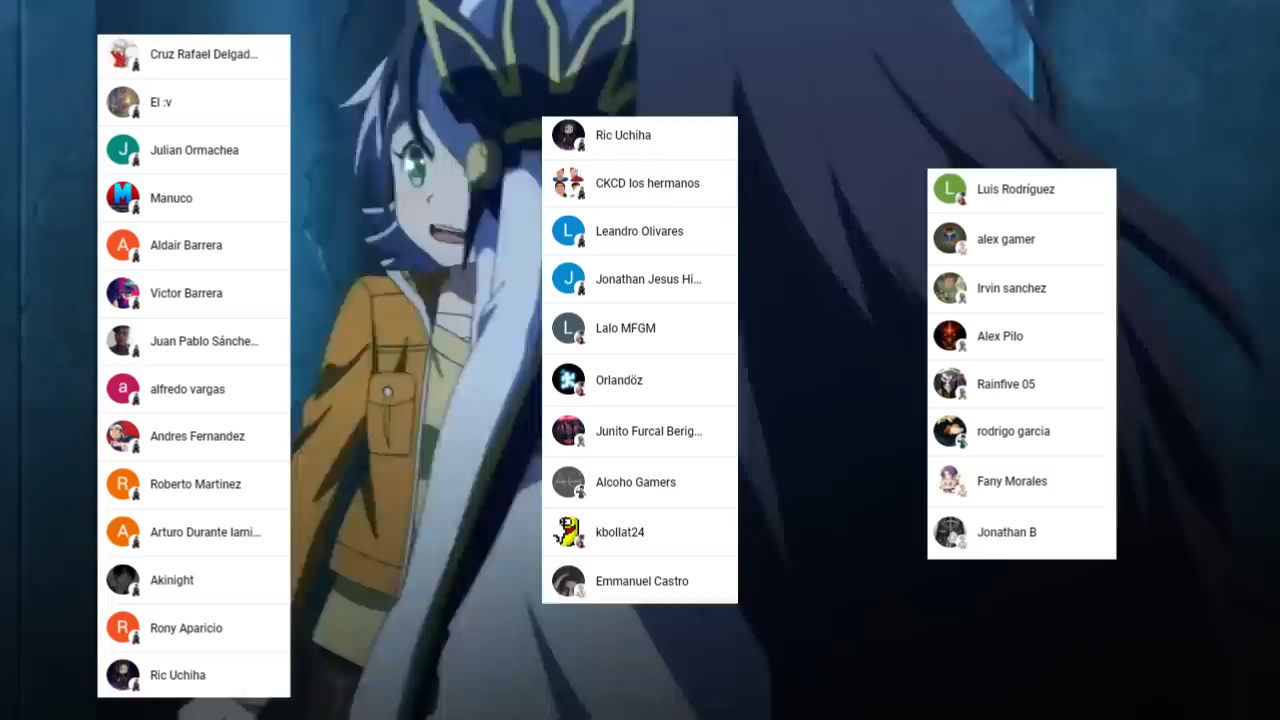 Cruz Rafael Delgad...
El :v
J
Julian Ormachea
M
Manuco
A
Aldair Barrera
Victor Barrera
Juan Pablo Sánche...
a
alfredo vargas
Andres Fernandez
R
Roberto Martinez
A
Arturo Durante lami...
Akinight
R
Rony Aparicio
Ric Uchiha
Ric Uchiha
CKCD los hermanos
L
Leandro Olivares
J
Jonathan Jesus Hi...
L
Lalo MFGM
Orlandöz
Junito Furcal Berig...
Alcoho Gamers
kbollat24
Emmanuel Castro
L
Luis Rodríguez
alex gamer
Irvin sanchez
Alex Pilo
Rainfive 05
rodrigo garcia
Fany Morales
Jonathan B